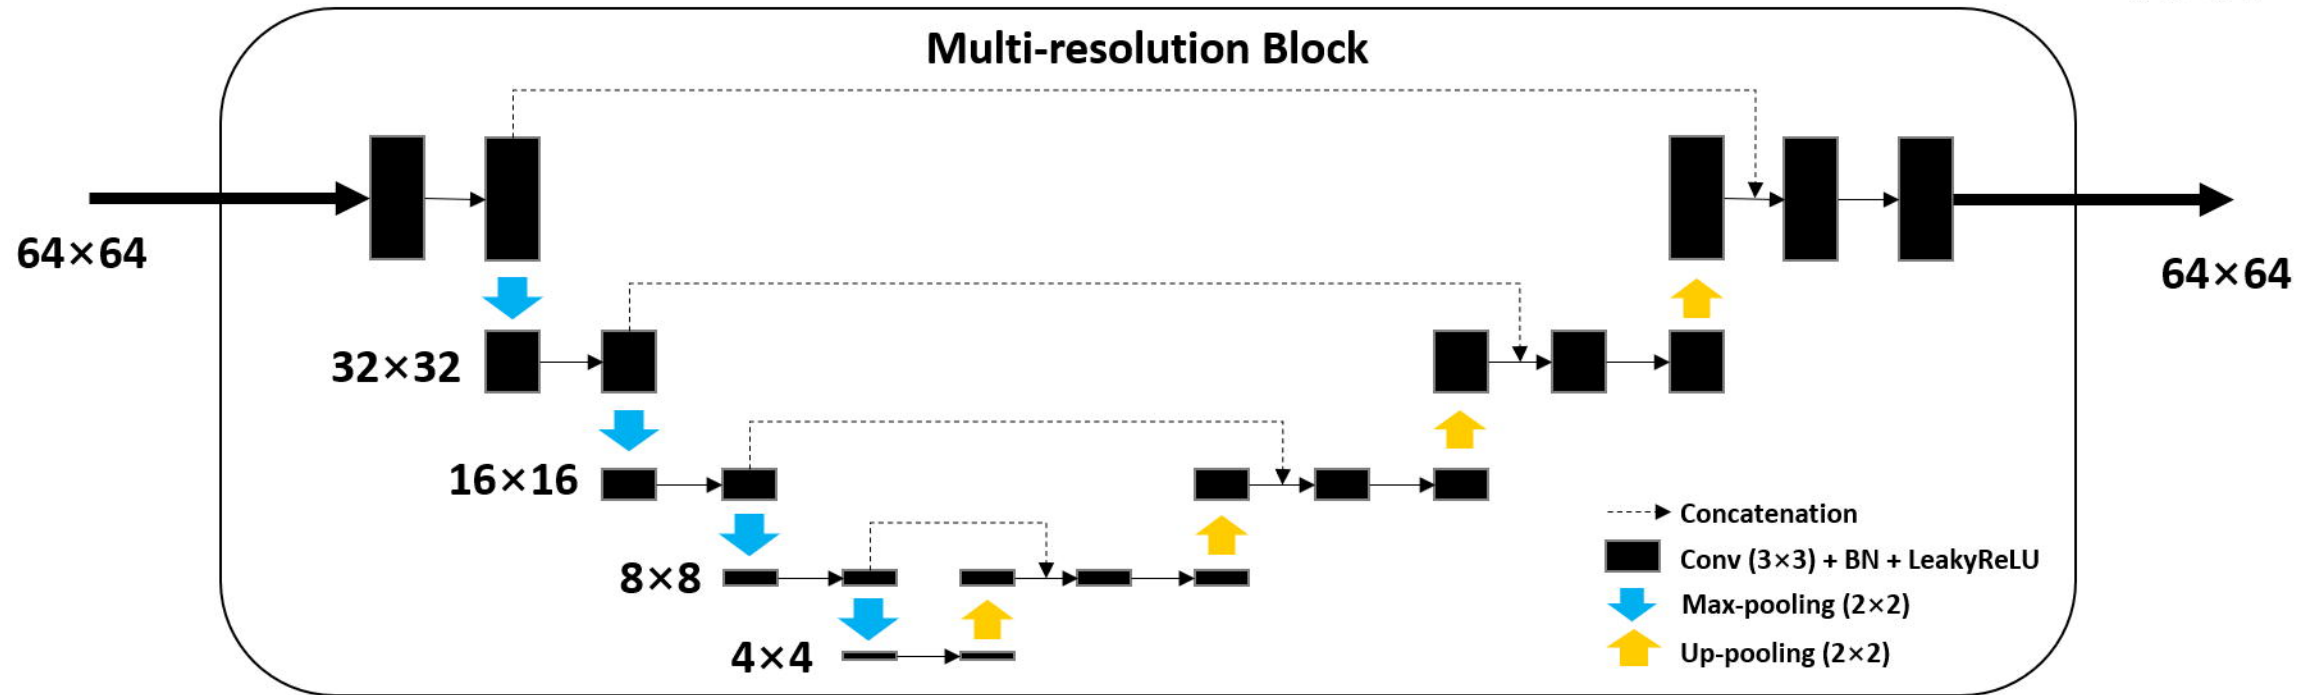 Multi-resolution Block
64×64
64×64
32×32
16×16
8×8
4×4
Concatenation
Conv (3×3) + BN + LeakyReLU
Max-pooling (2×2)
Up-pooling (2×2)